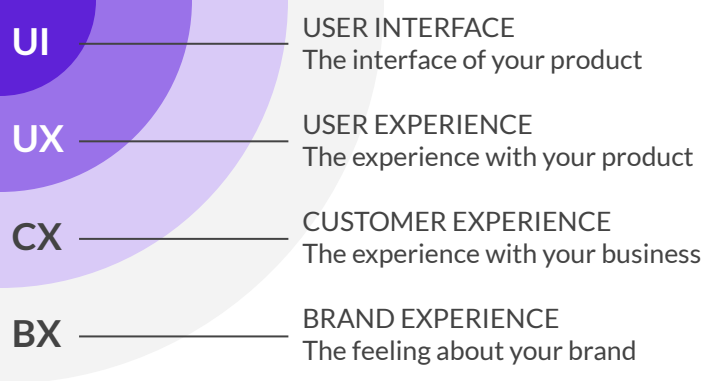 UI
USER INTERFACE
The interface of your product
UX
USER EXPERIENCE
The experience with your product
CX
CUSTOMER EXPERIENCE
The experience with your business
BX
BRAND EXPERIENCE
The feeling about your brand